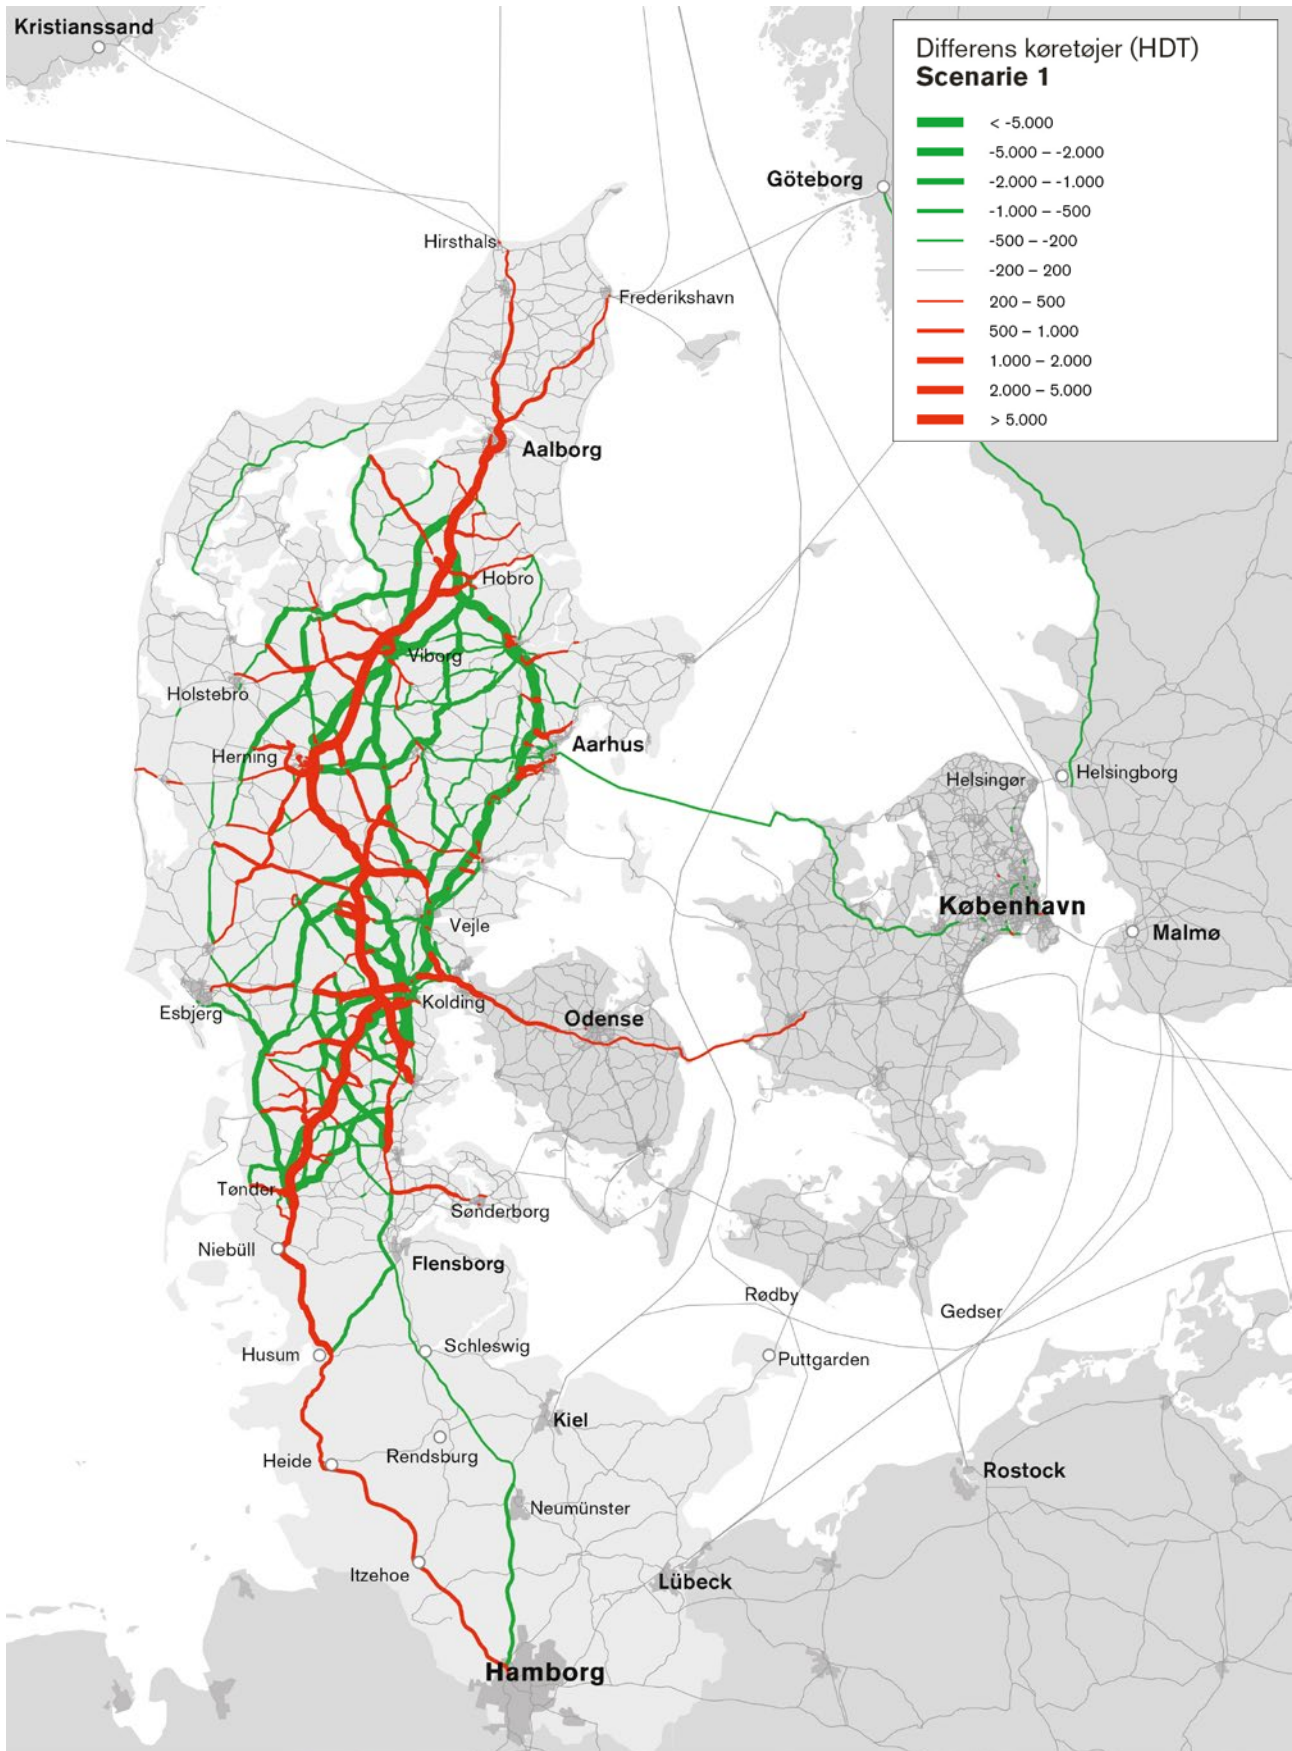 Kristianssand
Differens køretøjer (HDT)
Scenarie 1
< -5.000
-5.000 – -2.000
-2.000 – -1.000
-1.000 – -500
-500 – -200
-200 – 200
200 – 500
500 – 1.000
1.000 – 2.000
2.000 – 5.000
> 5.000
Göteborg
Hirsthals
Frederikshavn
Aalborg
Hobro
Viborg
Holstebro
Aarhus
Herning
Helsingør
Helsingborg
København
Vejle
Malmø
Kolding
Esbjerg
Odense
Tønder
Sønderborg
Niebüll
Flensborg
Rødby
Gedser
Husum
Schleswig
Puttgarden
Kiel
Heide
Rendsburg
Rostock
Neumünster
Itzehoe
Lübeck
Hamborg